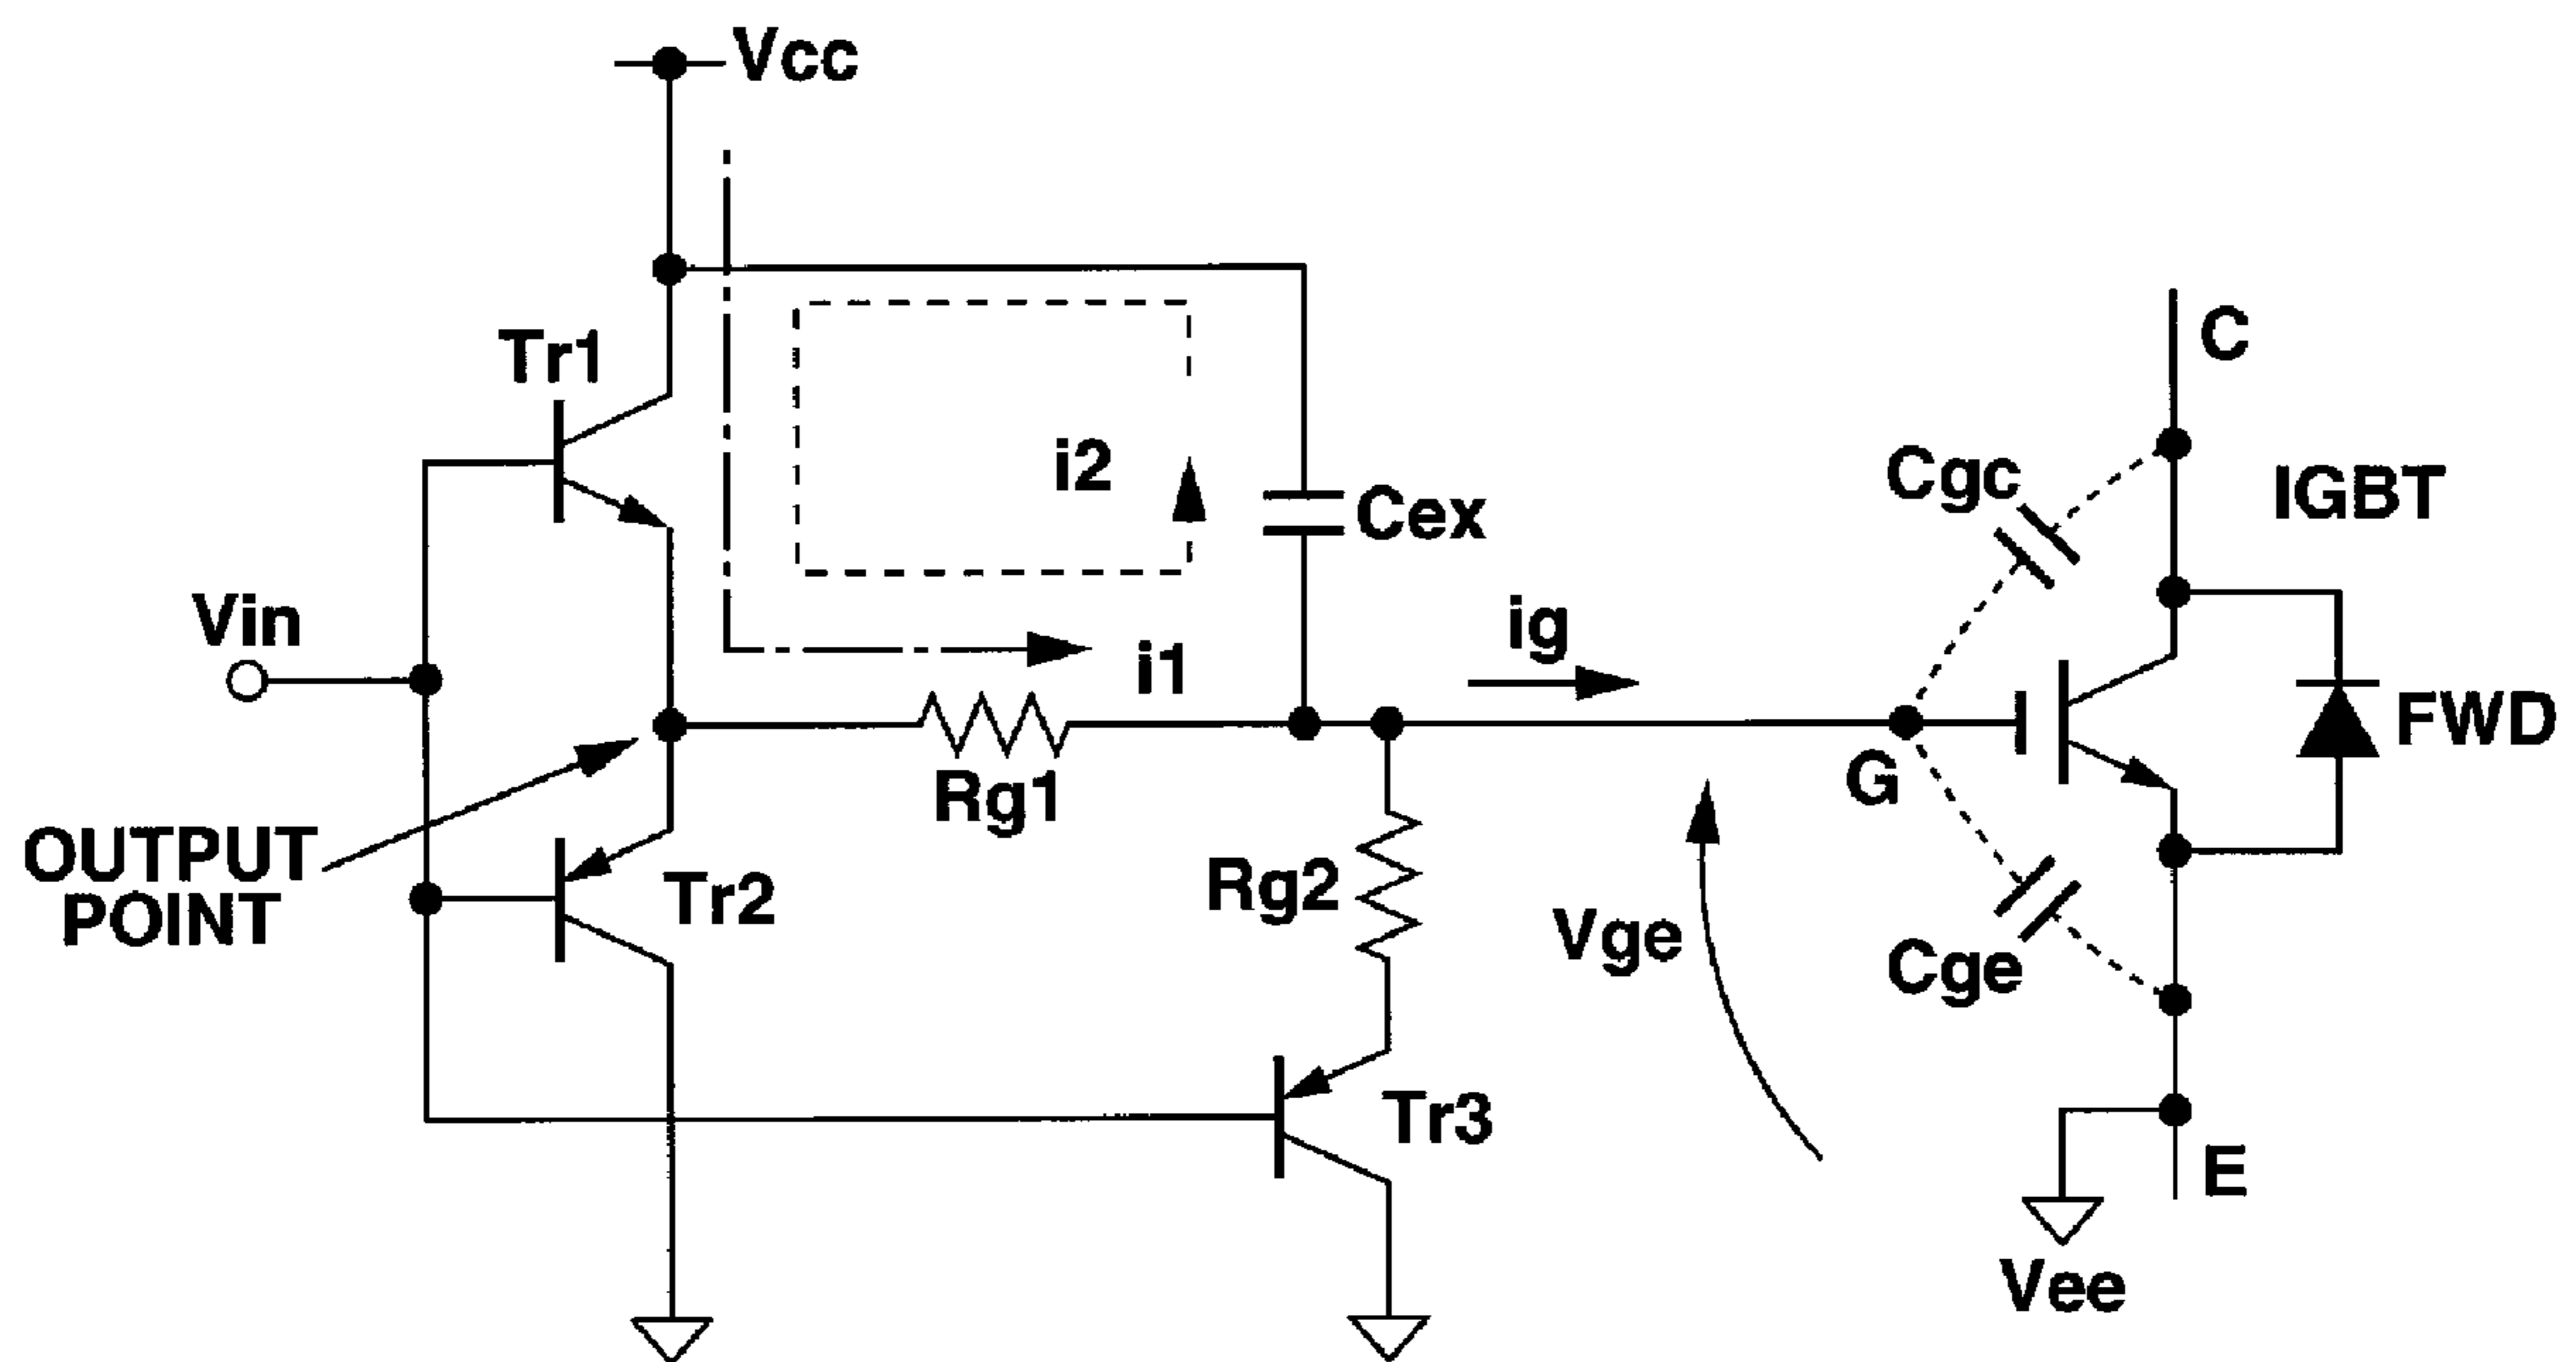 Vcc
Tr1
C
i2
Cgc
IGBT
Cex
Vin
i1
ig
FWD
Rg1
G
OUTPUT
POINT
Tr2
Rg2
Vge
Cge
Tr3
E
Vee